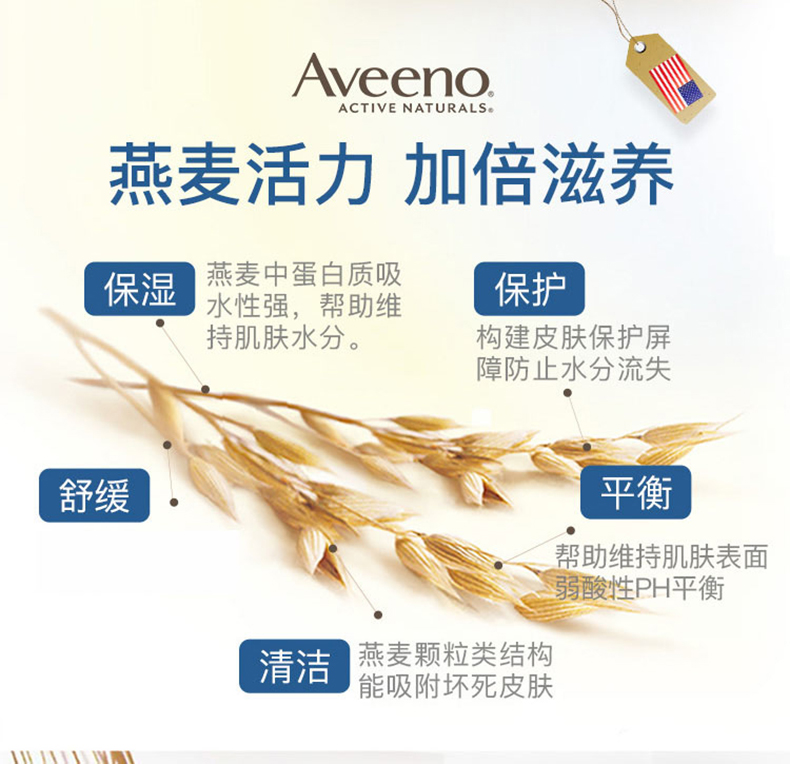 Aveeno®
ACTIVE NATURALS®
燕麦活力 加倍滋养
保湿
燕麦中蛋白质吸
水性强，帮助维
持肌肤水分。
保护
构建皮肤保护屏
障防止水分流失
舒缓
平衡
帮助维持肌肤表面
弱酸性PH平衡
清洁
燕麦颗粒类结构
能吸附坏死皮肤